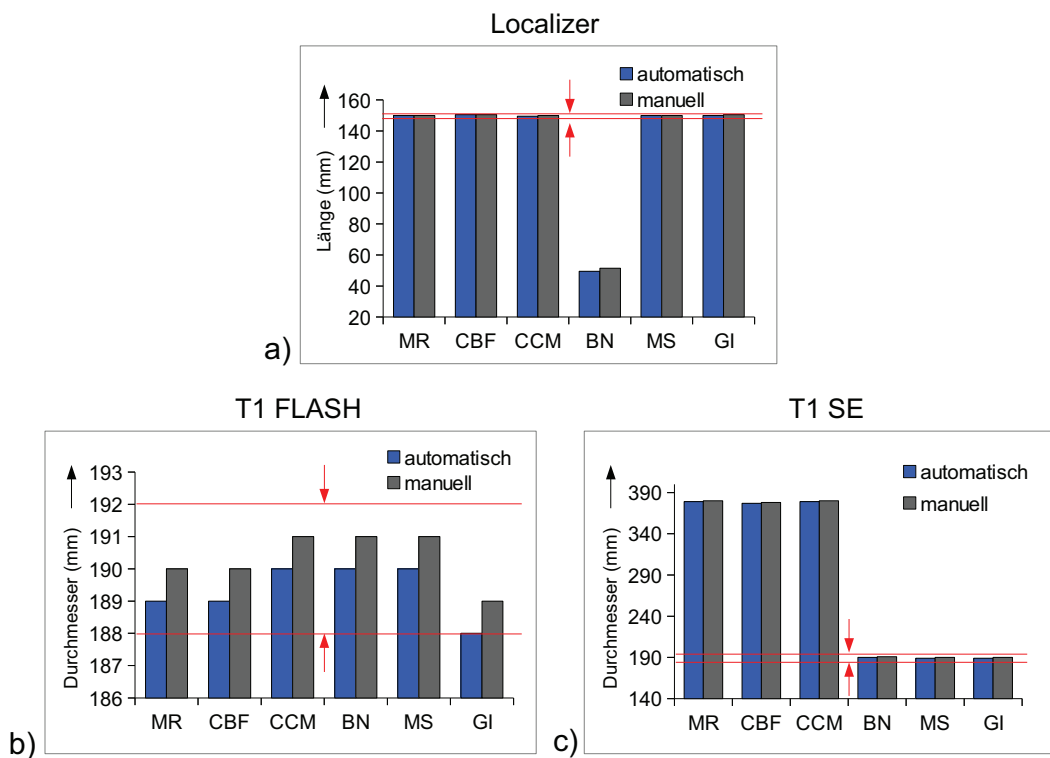 Localizer
automatisch
manuell
Länge (mm)
160
140
120
100
80
60
40
20
MR CBF CCM BN MS GI
a)
T1 FLASH
automatisch
manuell
Durchmesser (mm)
193
192
191
190
189
188
187
186
MR CBF CCM BN MS GI
b)
T1 SE
automatisch
manuell
Durchmesser (mm)
390
340
290
240
190
140
MR CBF CCM BN MS GI
c)